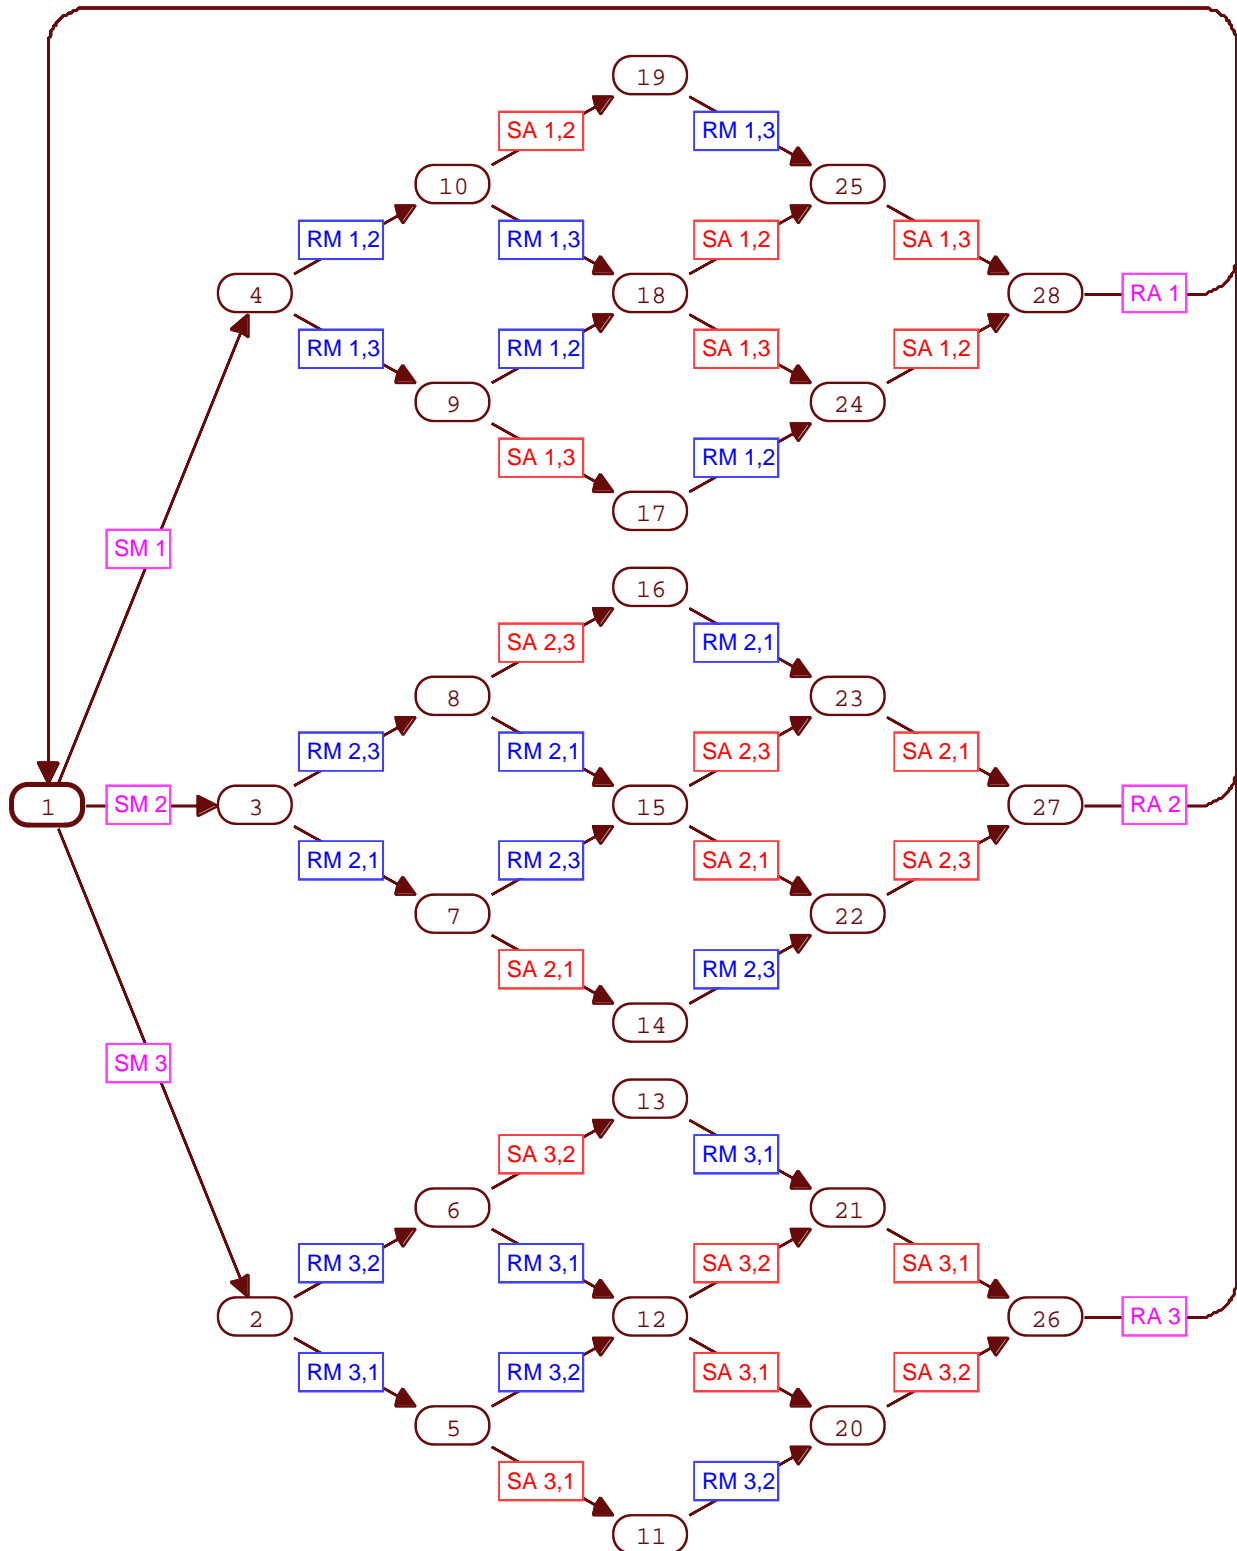 19
SA 1,2
RM 1,3
10
25
RM 1,2
RM 1,3
SA 1,2
SA 1,3
4
18
28
RA 1
RM 1,3
RM 1,2
SA 1,3
SA 1,2
9
24
SA 1,3
RM 1,2
17
SM 1
16
SA 2,3
RM 2,1
8
23
RM 2,3
RM 2,1
SA 2,3
SA 2,1
1
SM 2
3
15
27
RA 2
RM 2,1
RM 2,3
SA 2,1
SA 2,3
7
22
SA 2,1
RM 2,3
14
SM 3
13
SA 3,2
RM 3,1
6
21
RM 3,2
RM 3,1
SA 3,2
SA 3,1
2
12
26
RA 3
RM 3,1
RM 3,2
SA 3,1
SA 3,2
5
20
SA 3,1
RM 3,2
11